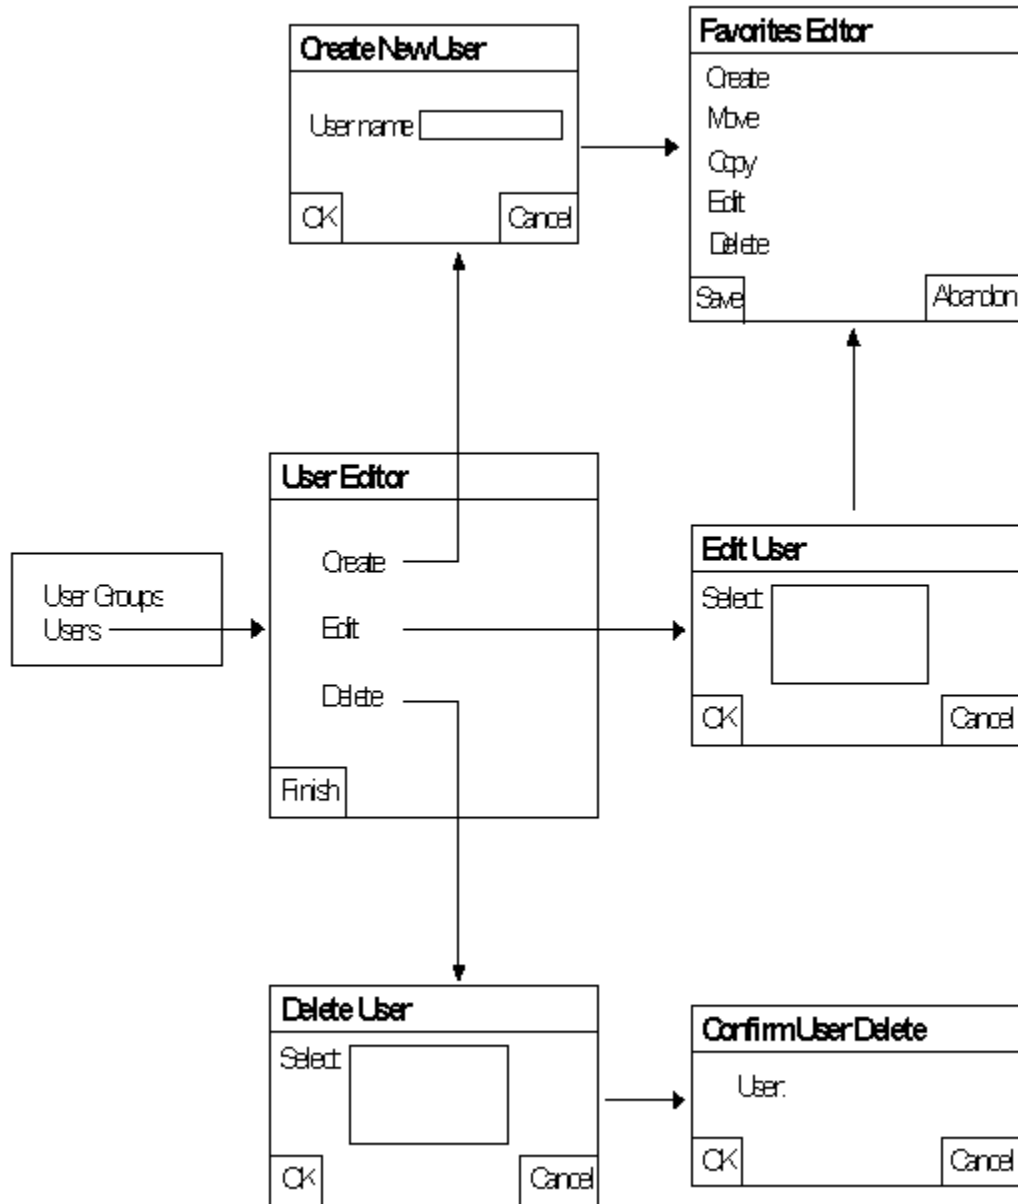 Create New User
User name
OK Cancel
Favorites Editor
Create
Move
Copy
Edit
Delete
Save Abandon
User Groups
Users
User Editor
Create
Edit
Delete
Finish
Edit User
Select:
OK Cancel
Delete User
Select:
OK Cancel
Confirm User Delete
User:
OK Cancel